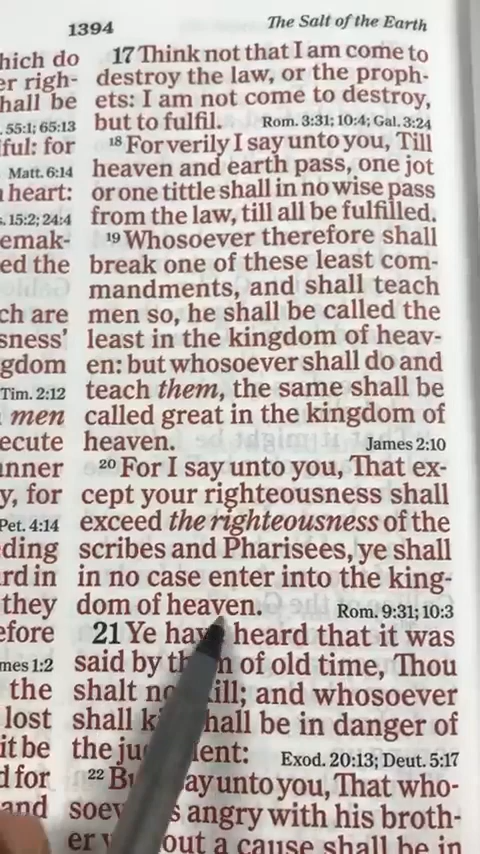 1394
The Salt of the Earth
hich do
er righ-
hall be
55:1; 65:13
ful: for
Matt. 6:14
heart:
s. 15:2; 24:4
emak-
ed the
ch are
sness'
gdom
Tim. 2:12
men
ecute
anner
y, for
Pet. 4:14
ding
rd in
they
efore
mes 1:2
the
lost
it be
d for
and
17 Think not that I am come to
destroy the law, or the proph-
ets: I am not come to destroy,
but to fulfil. Rom. 3:31; 10:4; Gal. 3:24
18 For verily I say unto you, Till
heaven and earth pass, one jot
or one tittle shall in no wise pass
from the law, till all be fulfilled.
19 Whosoever therefore shall
break one of these least com-
mandments, and shall teach
men so, he shall be called the
least in the kingdom of heav-
en: but whosoever shall do and
teach them, the same shall be
called great in the kingdom of
heaven. James 2:10
20 For I say unto you, That ex-
cept your righteousness shall
exceed the righteousness of the
scribes and Pharisees, ye shall
in no case enter into the king-
dom of heaven. Rom. 9:31; 10:3
21 Ye have heard that it was
said by of old time, Thou
shalt and whosoever
shall shall be in danger of
the Exod. 20:13; Deut. 5:17
22 say unto you, That who-
angry with his broth-
a cause shall be in